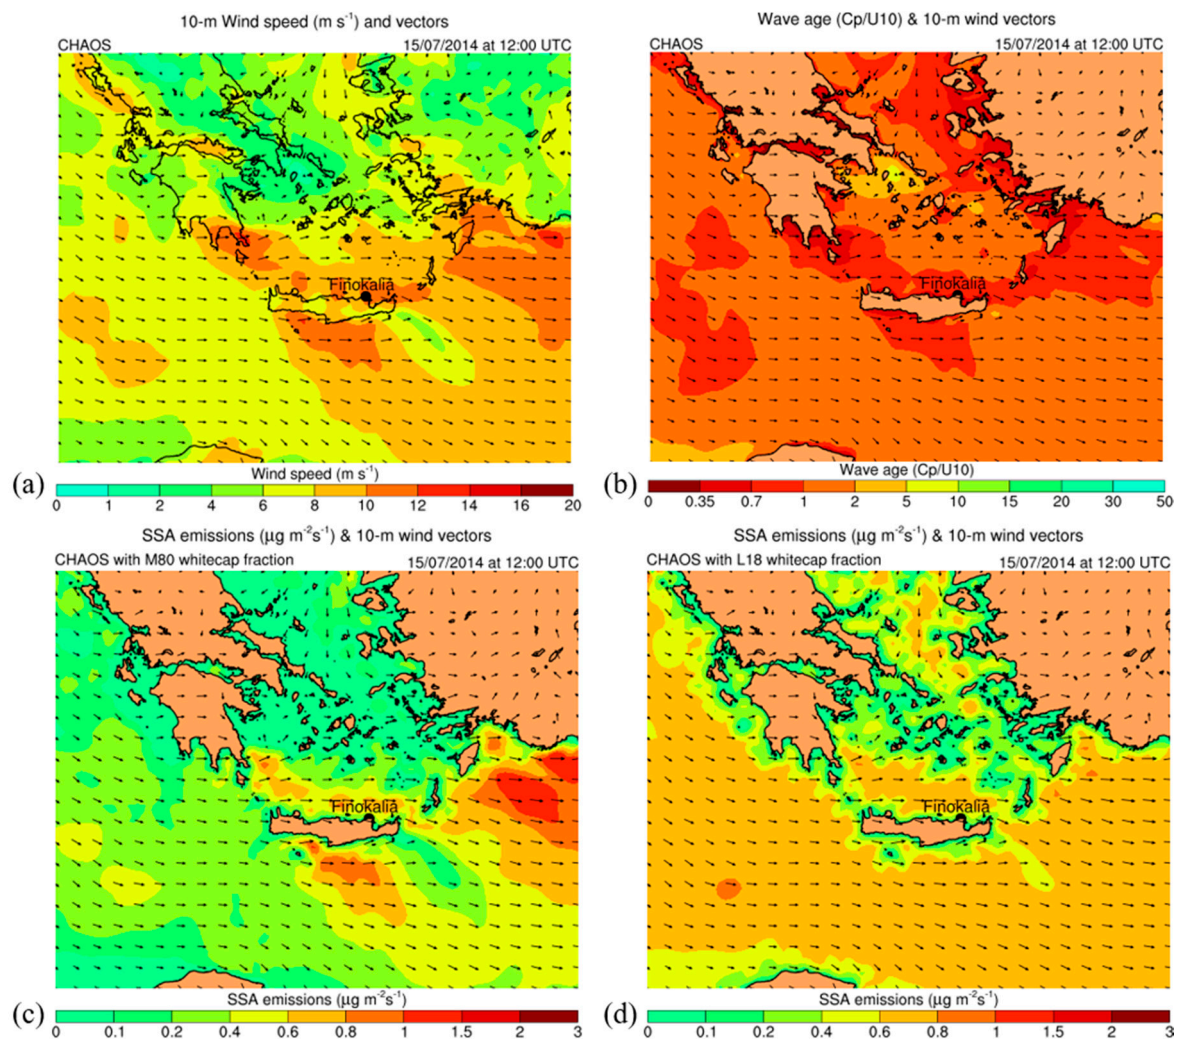 10-m Wind speed (m s⁻¹) and vectors
CHAOS 15/07/2014 at 12:00 UTC
Finokalia
Wind speed (m s⁻¹)
(a)
0 1 2 4 6 8 10 12 14 16 20
Wave age (Cp/U10) & 10-m wind vectors
CHAOS 15/07/2014 at 12:00 UTC
Finokalia
Wave age (Cp/U10)
(b)
0 0.35 0.7 1 2 5 10 15 20 30 50
SSA emissions (μg m⁻²s⁻¹) & 10-m wind vectors
CHAOS with M80 whitecap fraction 15/07/2014 at 12:00 UTC
Finokalia
SSA emissions (μg m⁻²s⁻¹)
(c)
0 0.1 0.2 0.4 0.6 0.8 1 1.5 2 3
SSA emissions (μg m⁻²s⁻¹) & 10-m wind vectors
CHAOS with L18 whitecap fraction 15/07/2014 at 12:00 UTC
Finokalia
SSA emissions (μg m⁻²s⁻¹)
(d)
0 0.1 0.2 0.4 0.6 0.8 1 1.5 2 3